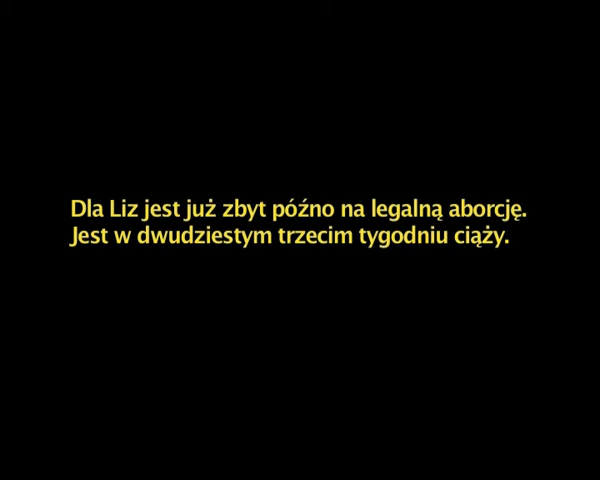 Dla Liz jest już zbyt późno na legalną aborcję.
Jest w dwudziestym trzecim tygodniu ciąży.